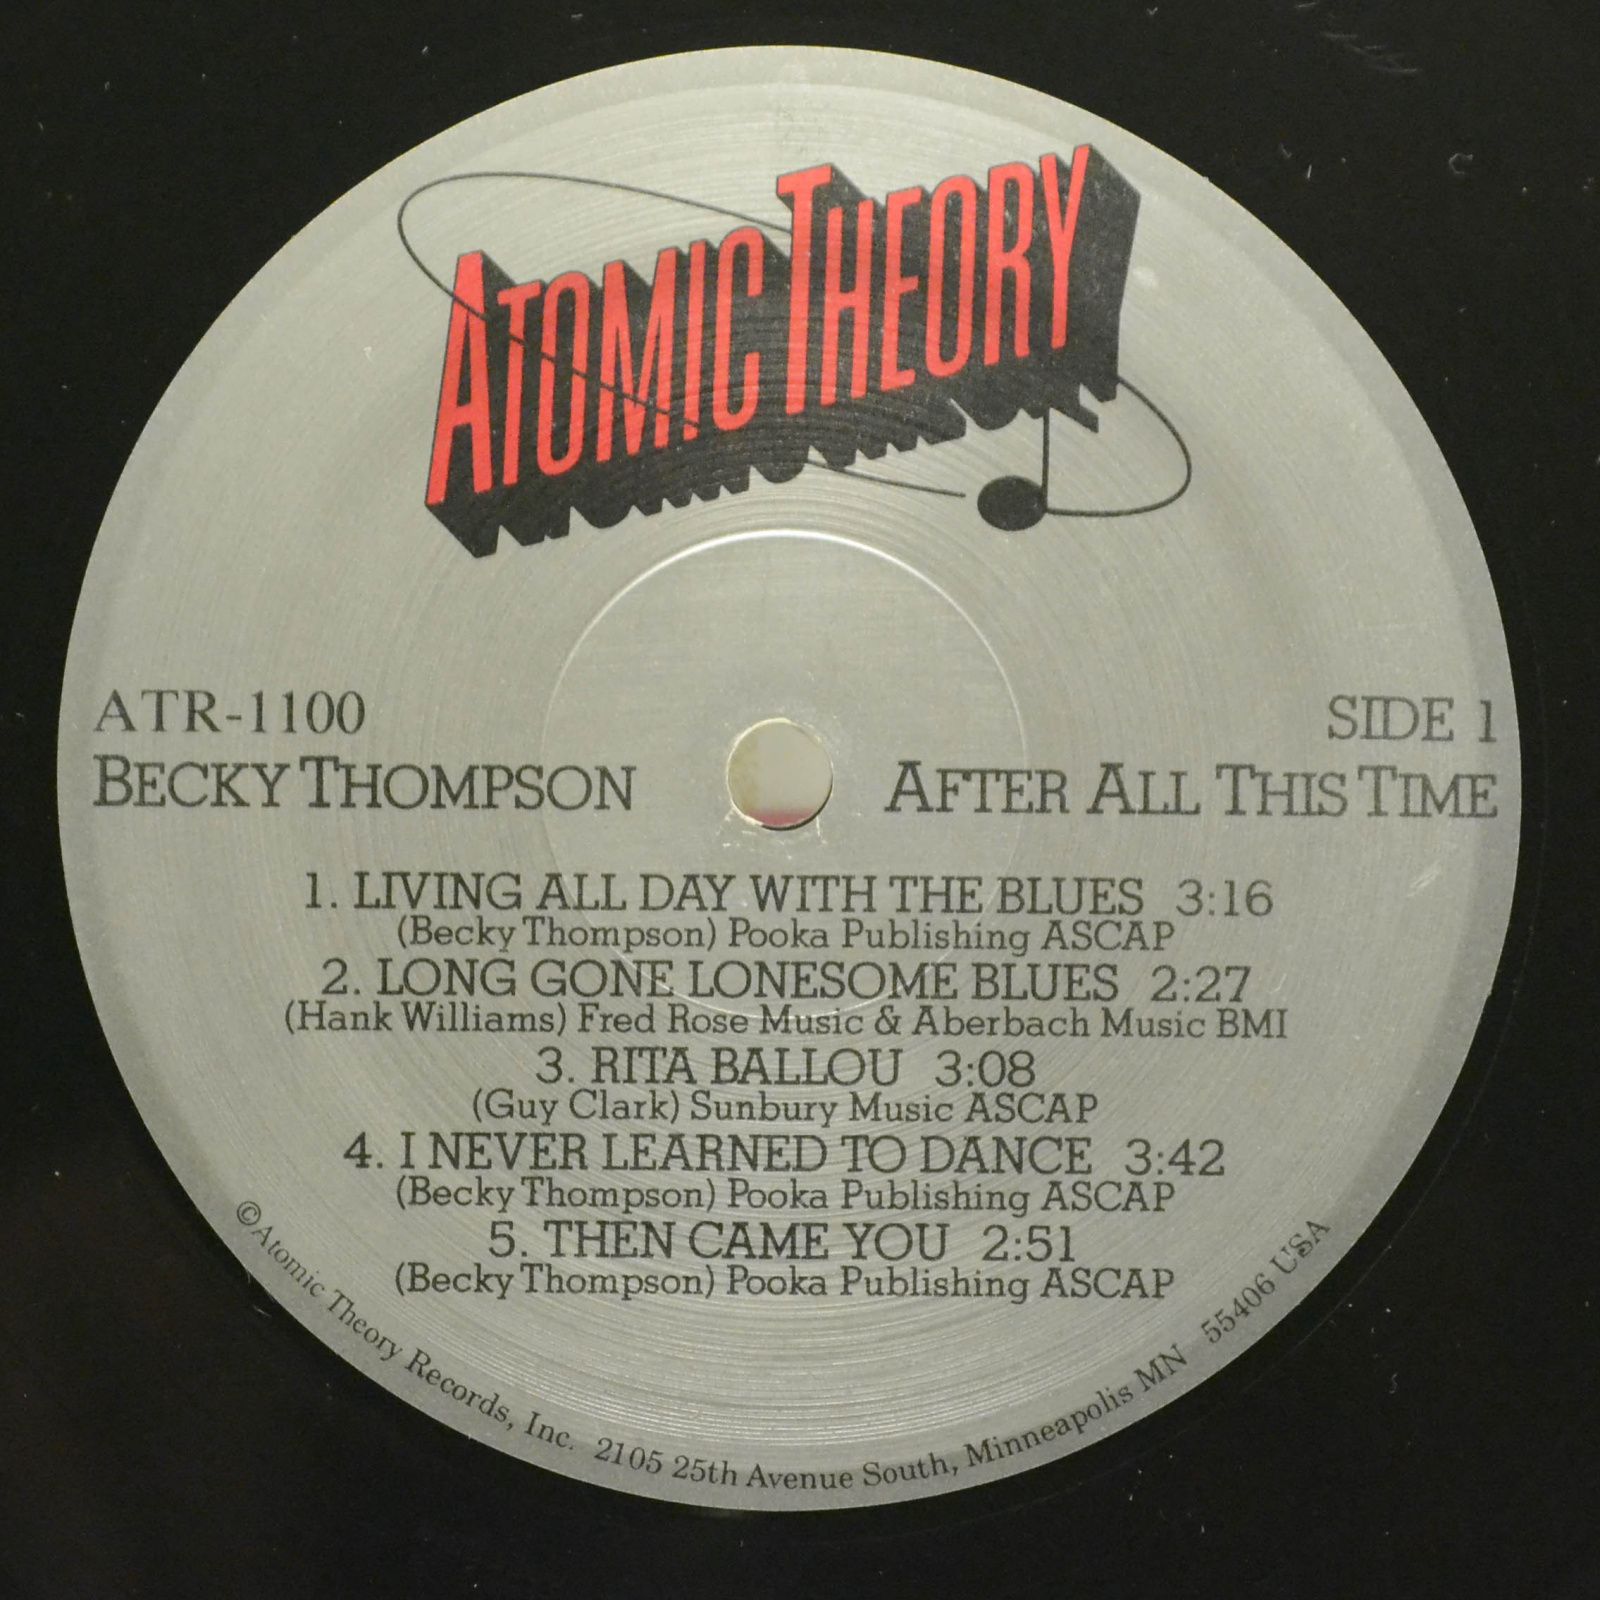 ATOMIC THEORY
ATR-1100
SIDE 1
BECKY THOMPSON
AFTER ALL THIS TIME
1. LIVING ALL DAY WITH THE BLUES 3:16
(Becky Thompson) Pooka Publishing ASCAP
2. LONG GONE LONESOME BLUES 2:27
(Hank Williams) Fred Rose Music & Aberbach Music BMI
3. RITA BALLOU 3:08
(Guy Clark) Sunbury Music ASCAP
4. I NEVER LEARNED TO DANCE 3:42
(Becky Thompson) Pooka Publishing ASCAP
5. THEN CAME YOU 2:51
(Becky Thompson) Pooka Publishing ASCAP
©Atomic Theory Records, Inc. 2105 25th Avenue South, Minneapolis MN 55406 USA